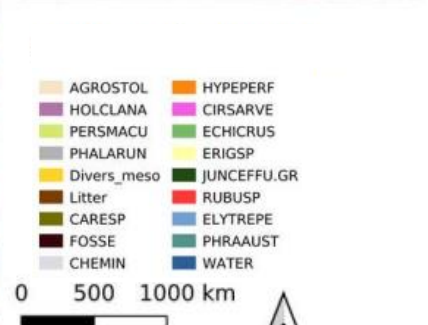 AGROSTOL HYPEPERF
HOLCLANA CIRSARVE
PERSMACU ECHICRUS
PHALARUN ERIGSP
Divers_meso JUNCEFFU.GR
Litter RUBUSP
CARESP ELYTREPE
FOSSE PHRAAUST
CHEMIN WATER
0 500 1000 km